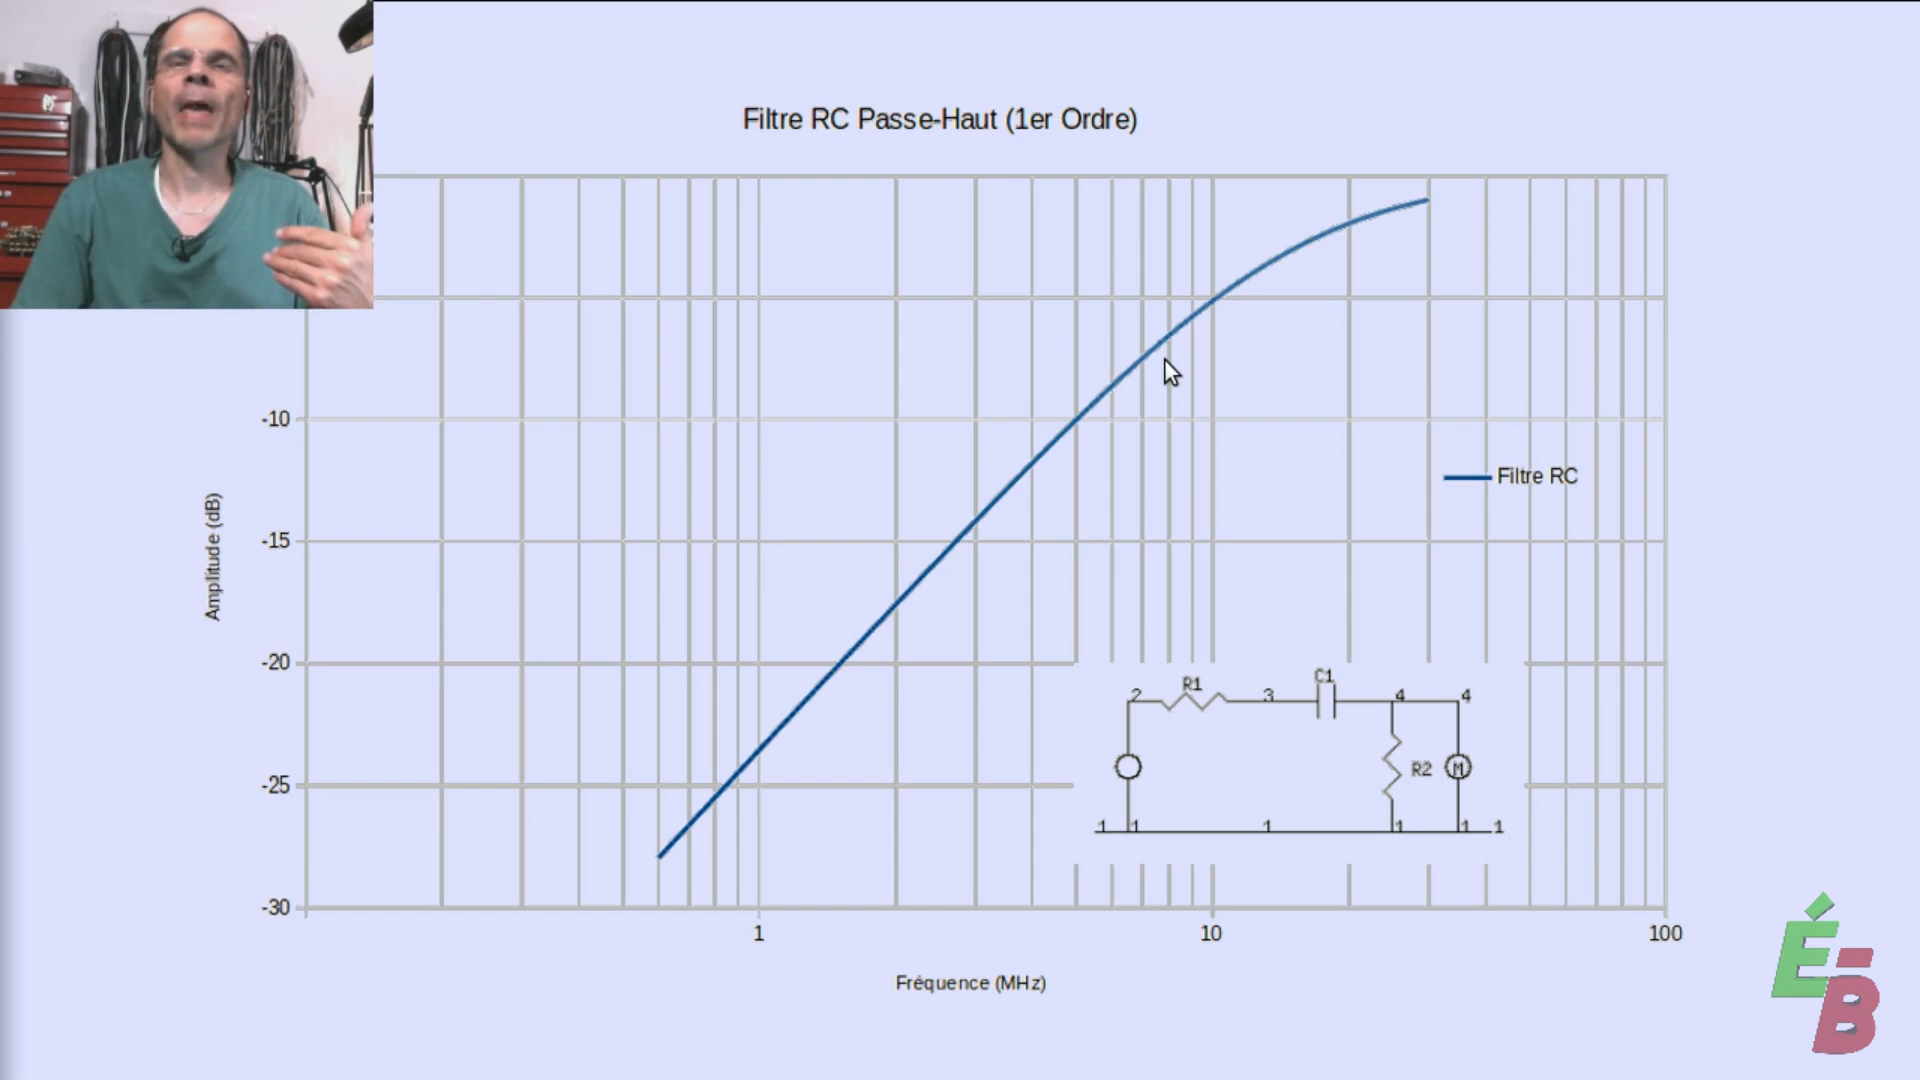 Filtre RC Passe-Haut (1er Ordre)
-10
-15
-20
-25
-30
Amplitude (dB)
Filtre RC
2 R1 3 C1 4 4
R2 M
1 1 1 1 1 1
1 10 100
Fréquence (MHz)
É-B